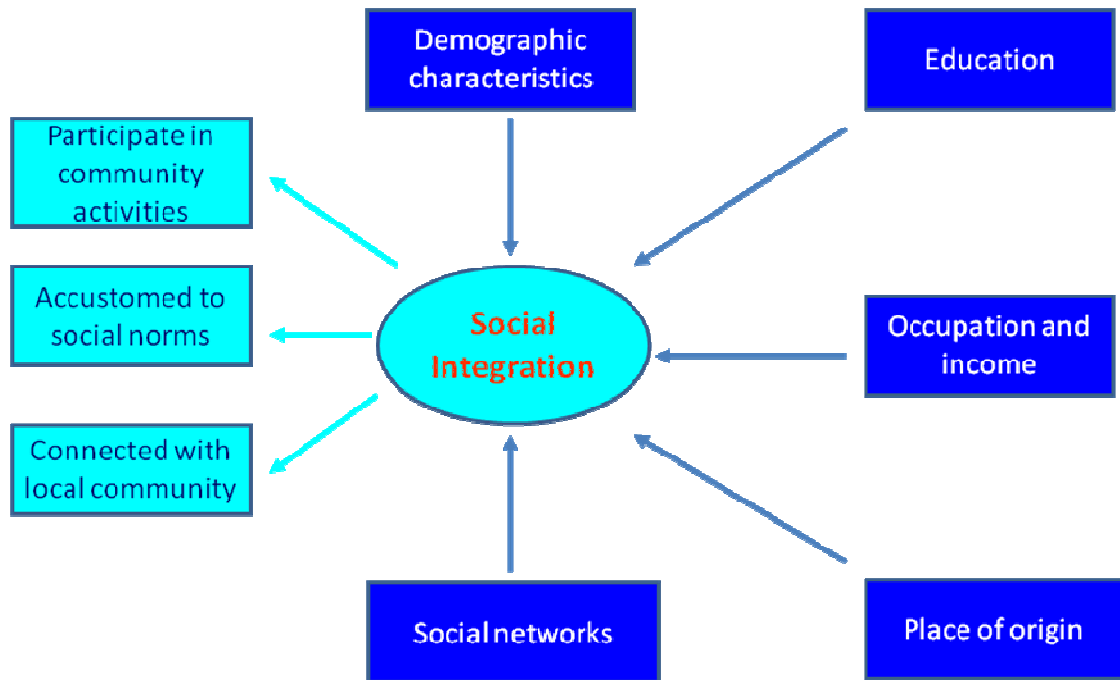 Demographic
characteristics
Education
Participate in
community
activities
Accustomed to
social norms
Social
Integration
Occupation and
income
Connected with
local community
Social networks
Place of origin